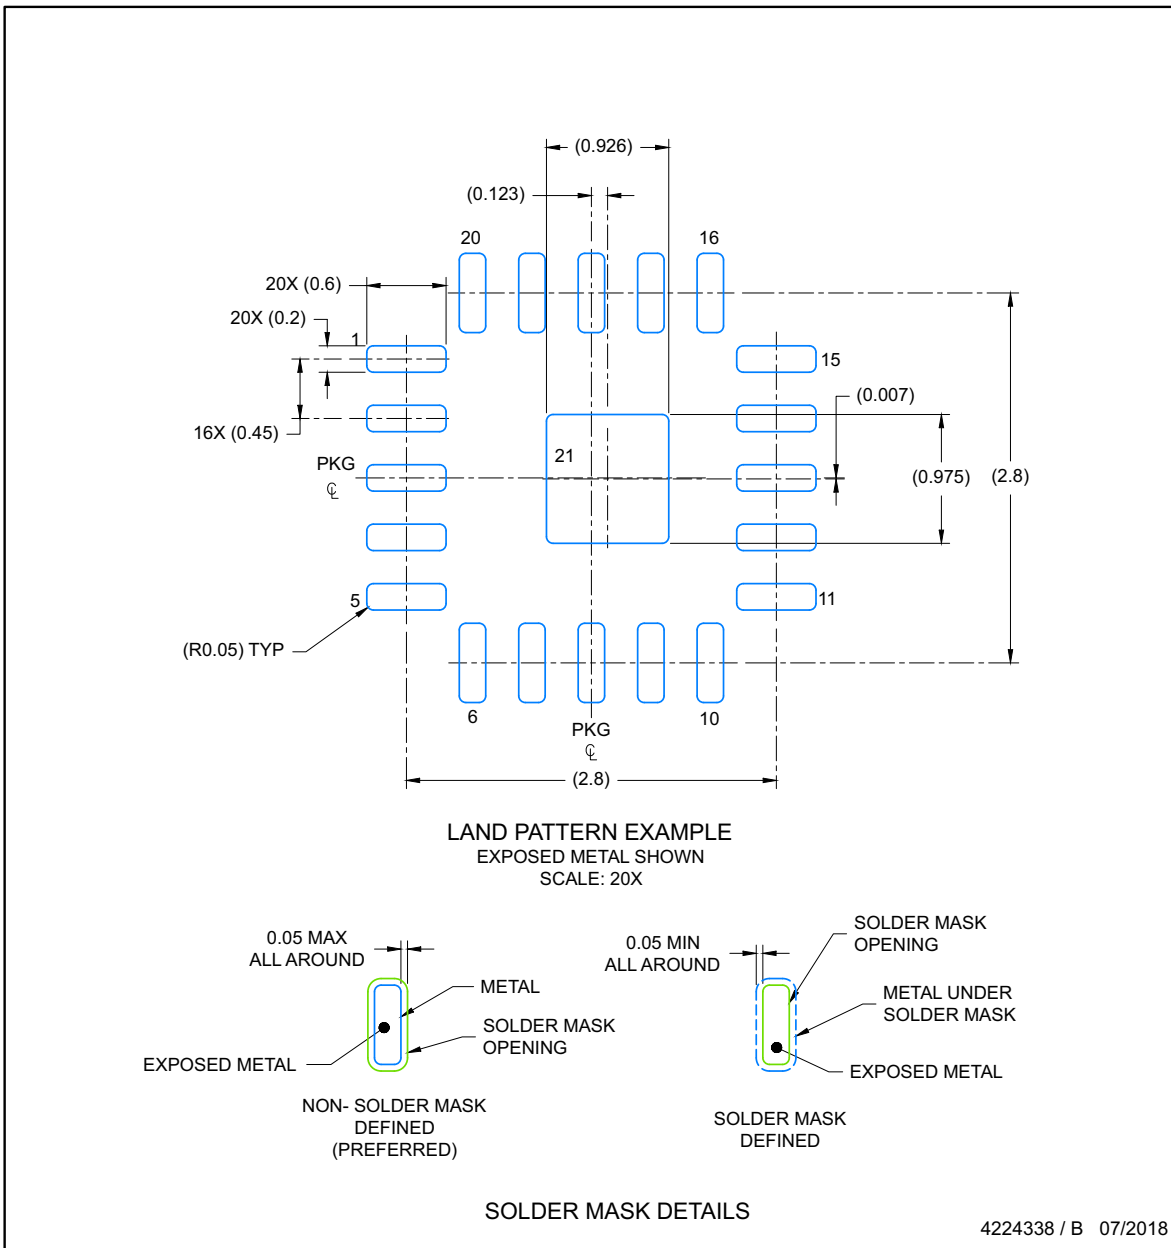 (0.926)
(0.123)
20
16
20X (0.6)
20X (0.2)
1
15
(0.007)
16X (0.45)
21
PKG
℄
(0.975)
(2.8)
5
11
(R0.05) TYP
6
10
PKG
℄
(2.8)
LAND PATTERN EXAMPLE
EXPOSED METAL SHOWN
SCALE: 20X
0.05 MAX
ALL AROUND
METAL
SOLDER MASK
OPENING
EXPOSED METAL
NON- SOLDER MASK
DEFINED
(PREFERRED)
0.05 MIN
ALL AROUND
SOLDER MASK
OPENING
METAL UNDER
SOLDER MASK
EXPOSED METAL
SOLDER MASK
DEFINED
SOLDER MASK DETAILS
4224338 / B 07/2018